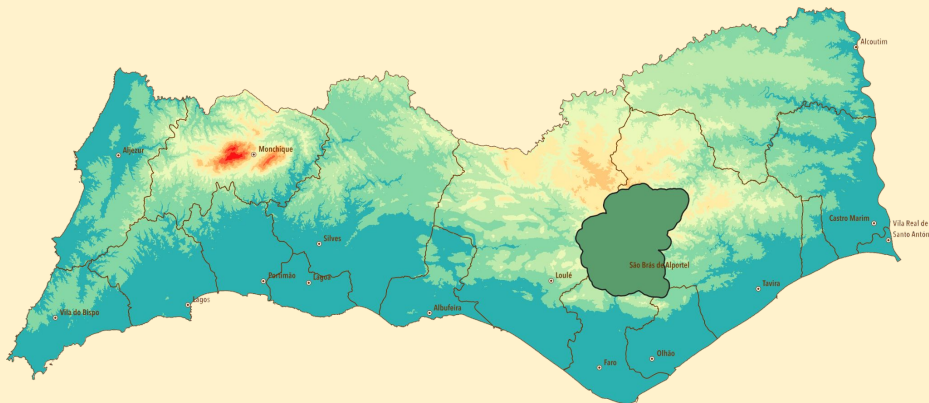 Alcoutim
Aljezur
Monchique
Castro Marim
Vila Real de
Santo Antón
Silves
São Brás de Alportel
Loulé
Portimão
Lagoa
Tavira
Lagos
Albufeira
Vila do Bispo
Olhão
Faro